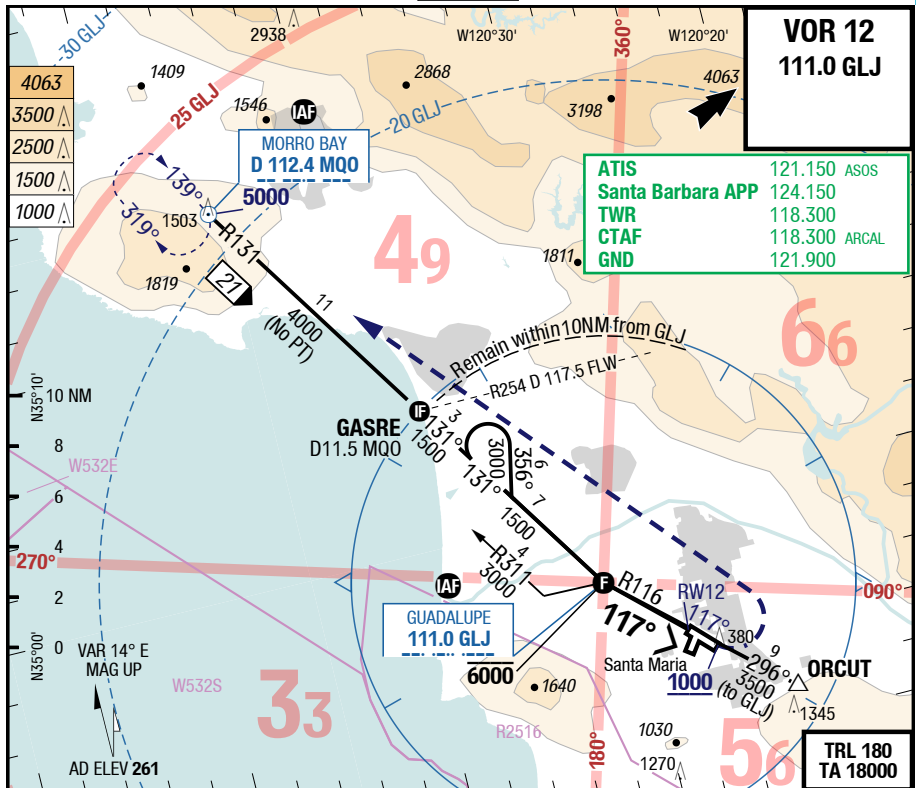 VOR 12
111.0 GLJ
30 GLJ
2938
W120°30'
360°
W120°20'
4063
3500
2500
1500
1000
1409
25 GLJ
1546
IAF
2868
20 GLJ
3198
4063
MORRO BAY
D 112.4 MQO
5000
ATIS 121.150 ASOS
Santa Barbara APP 124.150
TWR 118.300
CTAF 118.300 ARCAL
GND 121.900
139°
319°
1503
R131
1819
21
49
1811
11
4000
(No PT)
66
Remain within 10NM from GLJ
R254 D 117.5 FLW
N35°10'
10 NM
8
6
4
2
0
IF
GASRE
D11.5 MQO
3
131°
1500
3000
356°
6
131°
7
1500
W532E
4
R311
3000
270°
IAF
GUADALUPE
111.0 GLJ
F
R116
117°
RW12
117°
090°
380
9
296°
3500
(to GLJ)
ORCUT
Santa Maria
1000
6000
N35°00'
VAR 14° E
MAG UP
W532S
33
1640
R2516
180°
1030
1270
1345
56
AD ELEV 261
TRL 180
TA 18000